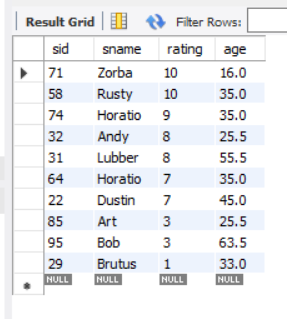 Result Grid Filter Rows:
sid sname rating age
71 Zorba 10 16.0
58 Rusty 10 35.0
74 Horatio 9 35.0
32 Andy 8 25.5
31 Lubber 8 55.5
64 Horatio 7 35.0
22 Dustin 7 45.0
85 Art 3 25.5
95 Bob 3 63.5
29 Brutus 1 33.0
NULL NULL NULL NULL